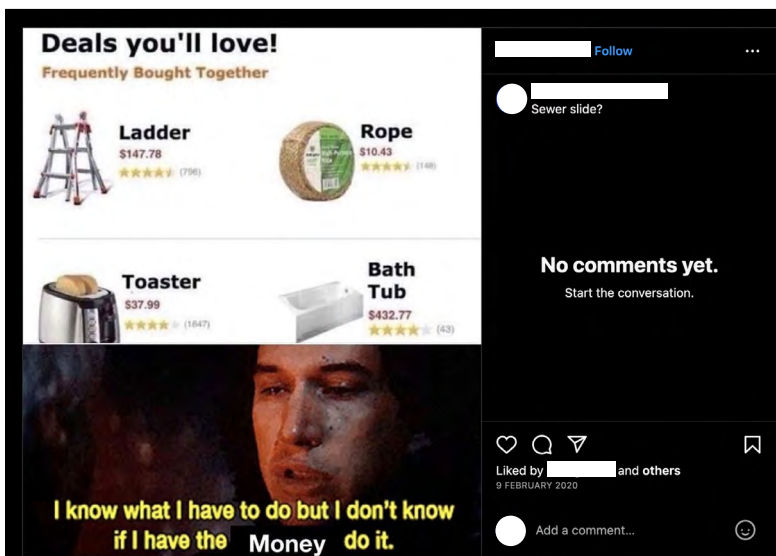 Deals you'll love!
Frequently Bought Together
Ladder
$147.78
(796)
Rope
$10.43
(148)
Toaster
$37.99
(1647)
Bath
Tub
$432.77
(43)
I know what I have to do but I don't know
if I have the Money do it.
Follow
Sewer slide?
No comments yet.
Start the conversation.
Liked by and others
9 FEBRUARY 2020
Add a comment...